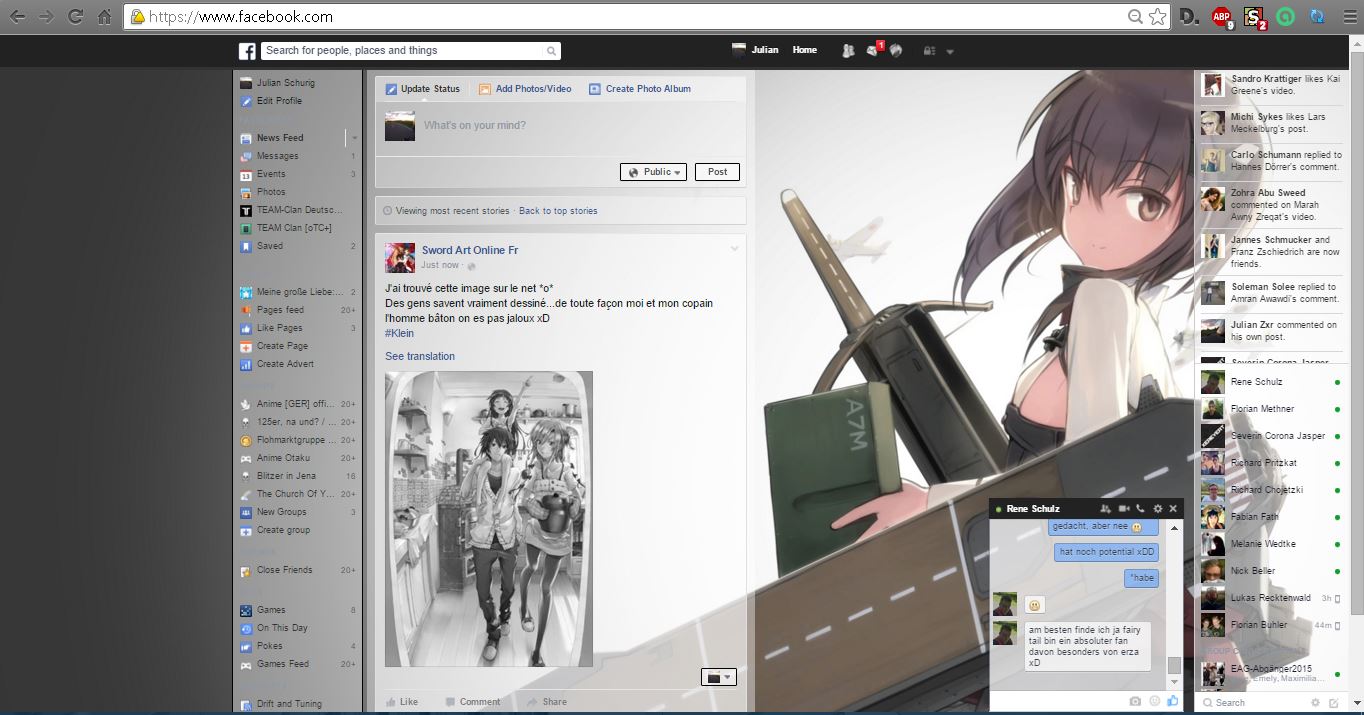 https://www.facebook.com
ABP
9
S
2
Search for people, places and things
Julian
Home
1
Julian Schurig
Edit Profile
News Feed
Messages 1
Events 3
Photos
TEAM-Clan Deutsc...
TEAM Clan [oTC+]
Saved 2
Meine große Liebe:... 2
Pages feed 20+
Like Pages 3
Create Page
Create Advert
Anime [GER] offi... 20+
125er, na und? / ... 20+
Flohmarktgruppe ... 20+
Anime Otaku 20+
Blitzer in Jena 16
The Church Of Y... 20+
New Groups 3
Create group
Close Friends 20+
Games 8
On This Day
Pokes 4
Games Feed 20+
Drift and Tuning
Update Status
Add Photos/Video
Create Photo Album
What's on your mind?
Public
Post
Viewing most recent stories · Back to top stories
Sword Art Online Fr
Just now ·
J'ai trouvé cette image sur le net *o*
Des gens savent vraiment dessiné...de toute façon moi et mon copain
l'homme bâton on es pas jaloux xD
#Klein
See translation
Like
Comment
Share
A7M
Rene Schulz
gedacht, aber nee
hat noch potential xDD
*habe
am besten finde ich ja fairy
tail bin ein absoluter fan
davon besonders von erza
xD
Sandro Krattiger likes Kai
Greene's video.
Michi Sykes likes Lars
Meckelburg's post.
Carlo Schumann replied to
Hannes Dörrer's comment.
Zohra Abu Sweed
commented on Marah
Awny Zreqat's video.
Jannes Schmucker and
Franz Zschiedrich are now
friends.
Soleman Solee replied to
Amran Awawdi's comment.
Julian Zxr commented on
his own post.
Severin Corona Jasper
Rene Schulz
Florian Methner
Severin Corona Jasper
Richard Pritzkat
Richard Chojetzki
Fabian Fath
Melanie Wedtke
Nick Beller
Lukas Recktenwald 3h
Florian Buhler 44m
EAG-Abgänger2015
Emely, Maximilia...
Search